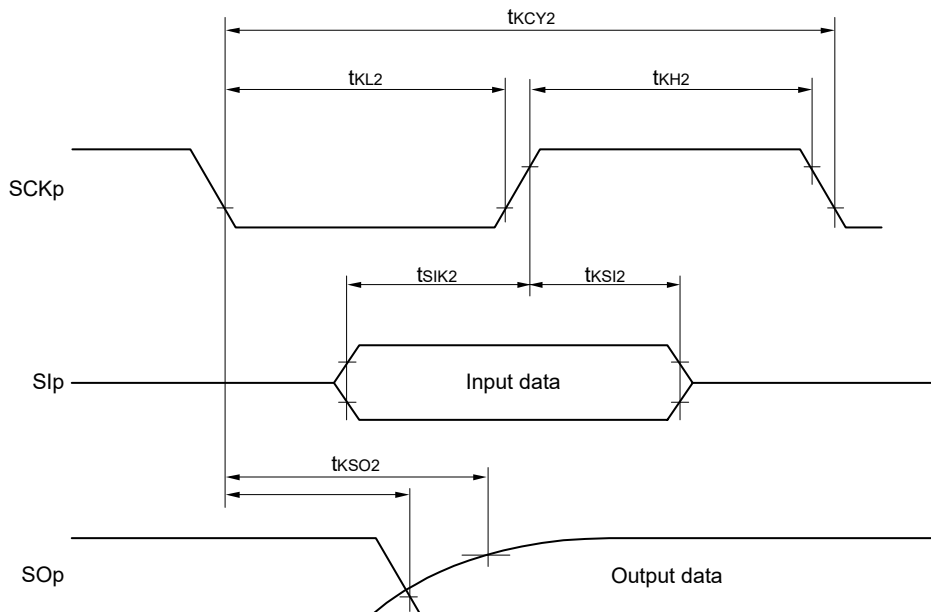 tKCY2
tKL2
tKH2
SCKp
tSIK2
tKSI2
SIp
Input data
tKSO2
SOp
Output data